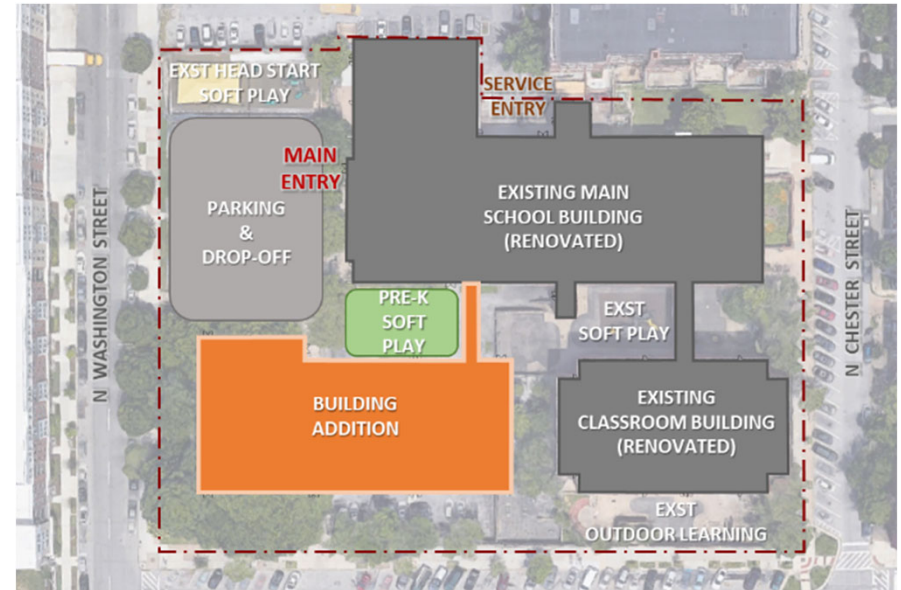 EXST HEAD START
SOFT PLAY
SERVICE
ENTRY
MAIN
ENTRY
PARKING
&
DROP-OFF
EXISTING MAIN
SCHOOL BUILDING
(RENOVATED)
N WASHINGTON STREET
N CHESTER STREET
PRE-K
SOFT
PLAY
EXST
SOFT PLAY
BUILDING
ADDITION
EXISTING
CLASSROOM BUILDING
(RENOVATED)
EXST
OUTDOOR LEARNING